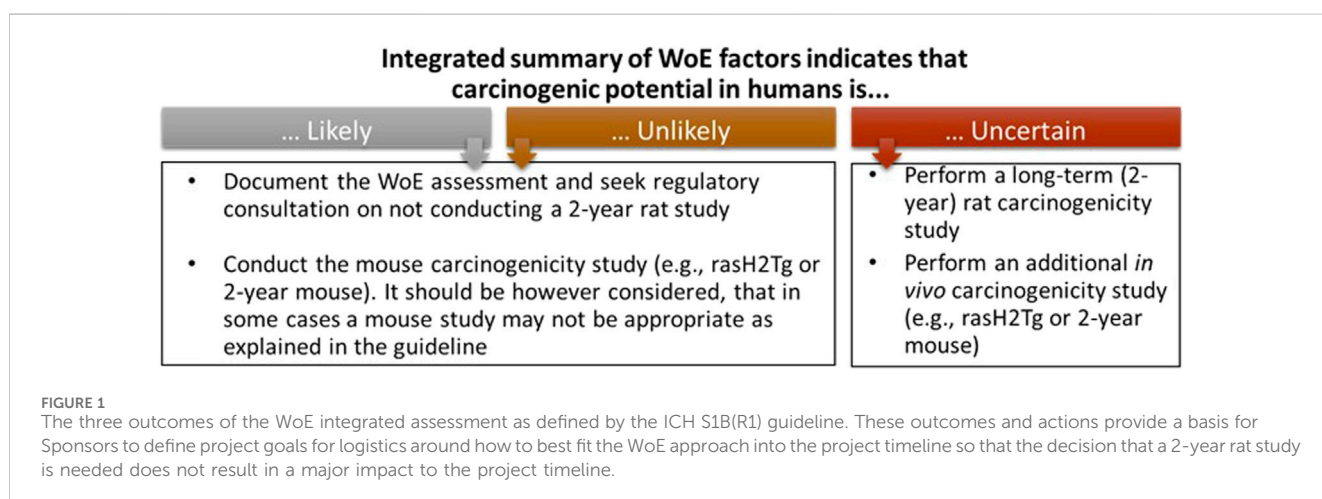 Integrated summary of WoE factors indicates that
carcinogenic potential in humans is...
... Likely
... Unlikely
... Uncertain
• Document the WoE assessment and seek regulatory
consultation on not conducting a 2-year rat study
• Conduct the mouse carcinogenicity study (e.g., rasH2Tg or
2-year mouse). It should be however considered, that in
some cases a mouse study may not be appropriate as
explained in the guideline
• Perform a long-term (2-
year) rat carcinogenicity
study
• Perform an additional in
vivo carcinogenicity study
(e.g., rasH2Tg or 2-year
mouse)
FIGURE 1
The three outcomes of the WoE integrated assessment as defined by the ICH S1B(R1) guideline. These outcomes and actions provide a basis for
Sponsors to define project goals for logistics around how to best fit the WoE approach into the project timeline so that the decision that a 2-year rat study
is needed does not result in a major impact to the project timeline.